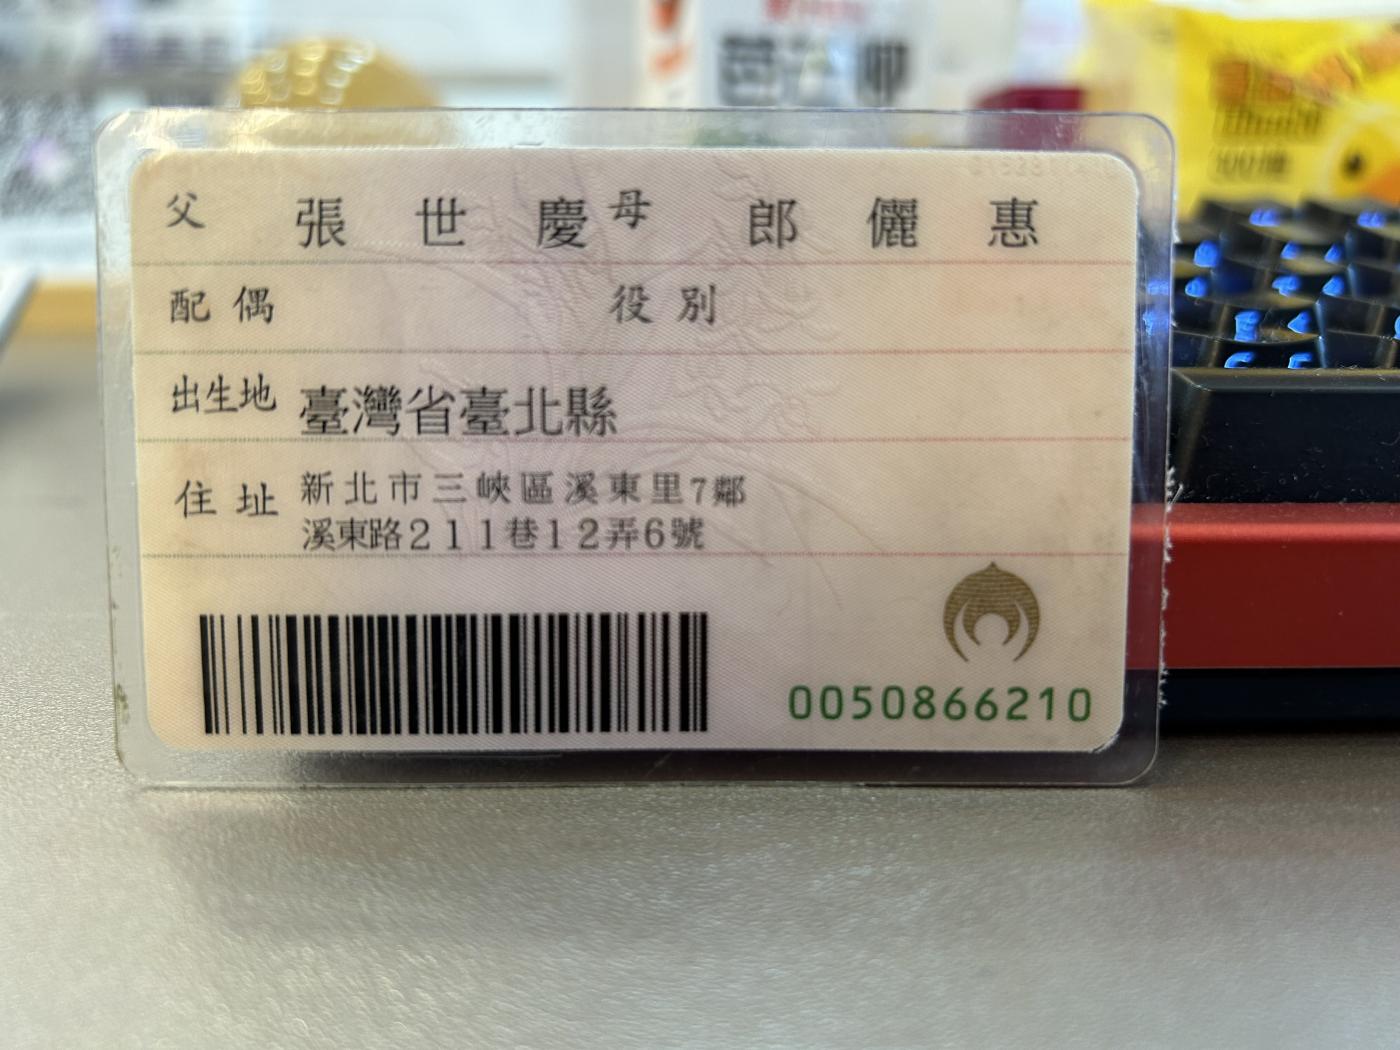 父 張世慶 母 郎儷惠
配偶 役別
出生地 臺灣省臺北縣
住址 新北市三峽區溪東里7鄰
溪東路211巷12弄6號
0050866210